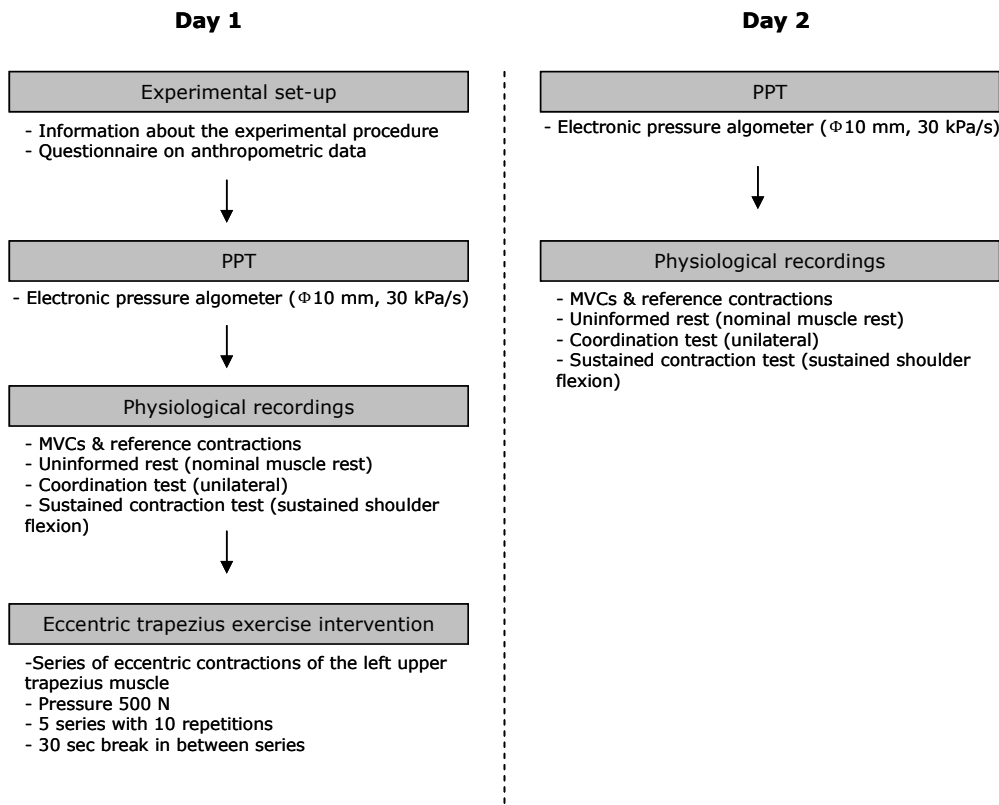 Day 1
Experimental set-up
- Information about the experimental procedure
- Questionnaire on anthropometric data
PPT
- Electronic pressure algometer (Φ10 mm, 30 kPa/s)
Physiological recordings
- MVCs & reference contractions
- Uninformed rest (nominal muscle rest)
- Coordination test (unilateral)
- Sustained contraction test (sustained shoulder
flexion)
Eccentric trapezius exercise intervention
-Series of eccentric contractions of the left upper
trapezius muscle
- Pressure 500 N
- 5 series with 10 repetitions
- 30 sec break in between series
Day 2
PPT
- Electronic pressure algometer (Φ10 mm, 30 kPa/s)
Physiological recordings
- MVCs & reference contractions
- Uninformed rest (nominal muscle rest)
- Coordination test (unilateral)
- Sustained contraction test (sustained shoulder
flexion)